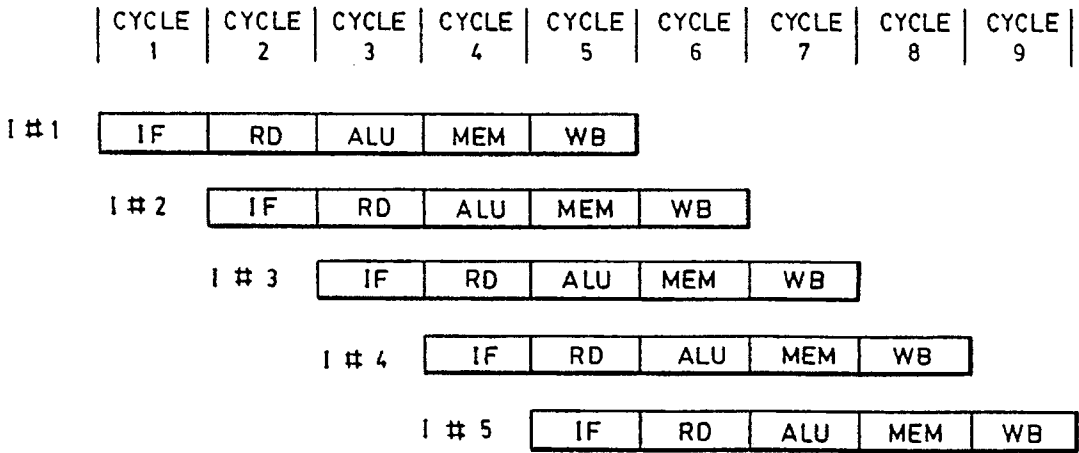 CYCLE CYCLE CYCLE CYCLE CYCLE CYCLE CYCLE CYCLE CYCLE
1 2 3 4 5 6 7 8 9
I #1 IF RD ALU MEM WB
I # 2 IF RD ALU MEM WB
I # 3 IF RD ALU MEM WB
I # 4 IF RD ALU MEM WB
I # 5 IF RD ALU MEM WB